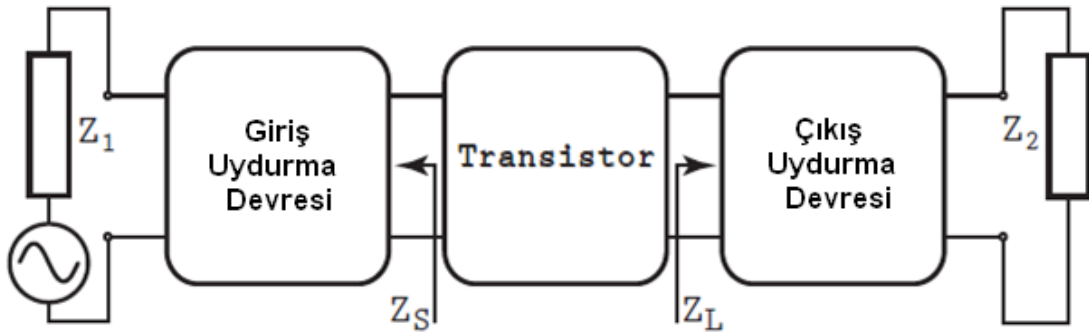 Z1
Giriş
Uydurma
Devresi
Transistor
Çıkış
Uydurma
Devresi
Z2
ZS
ZL